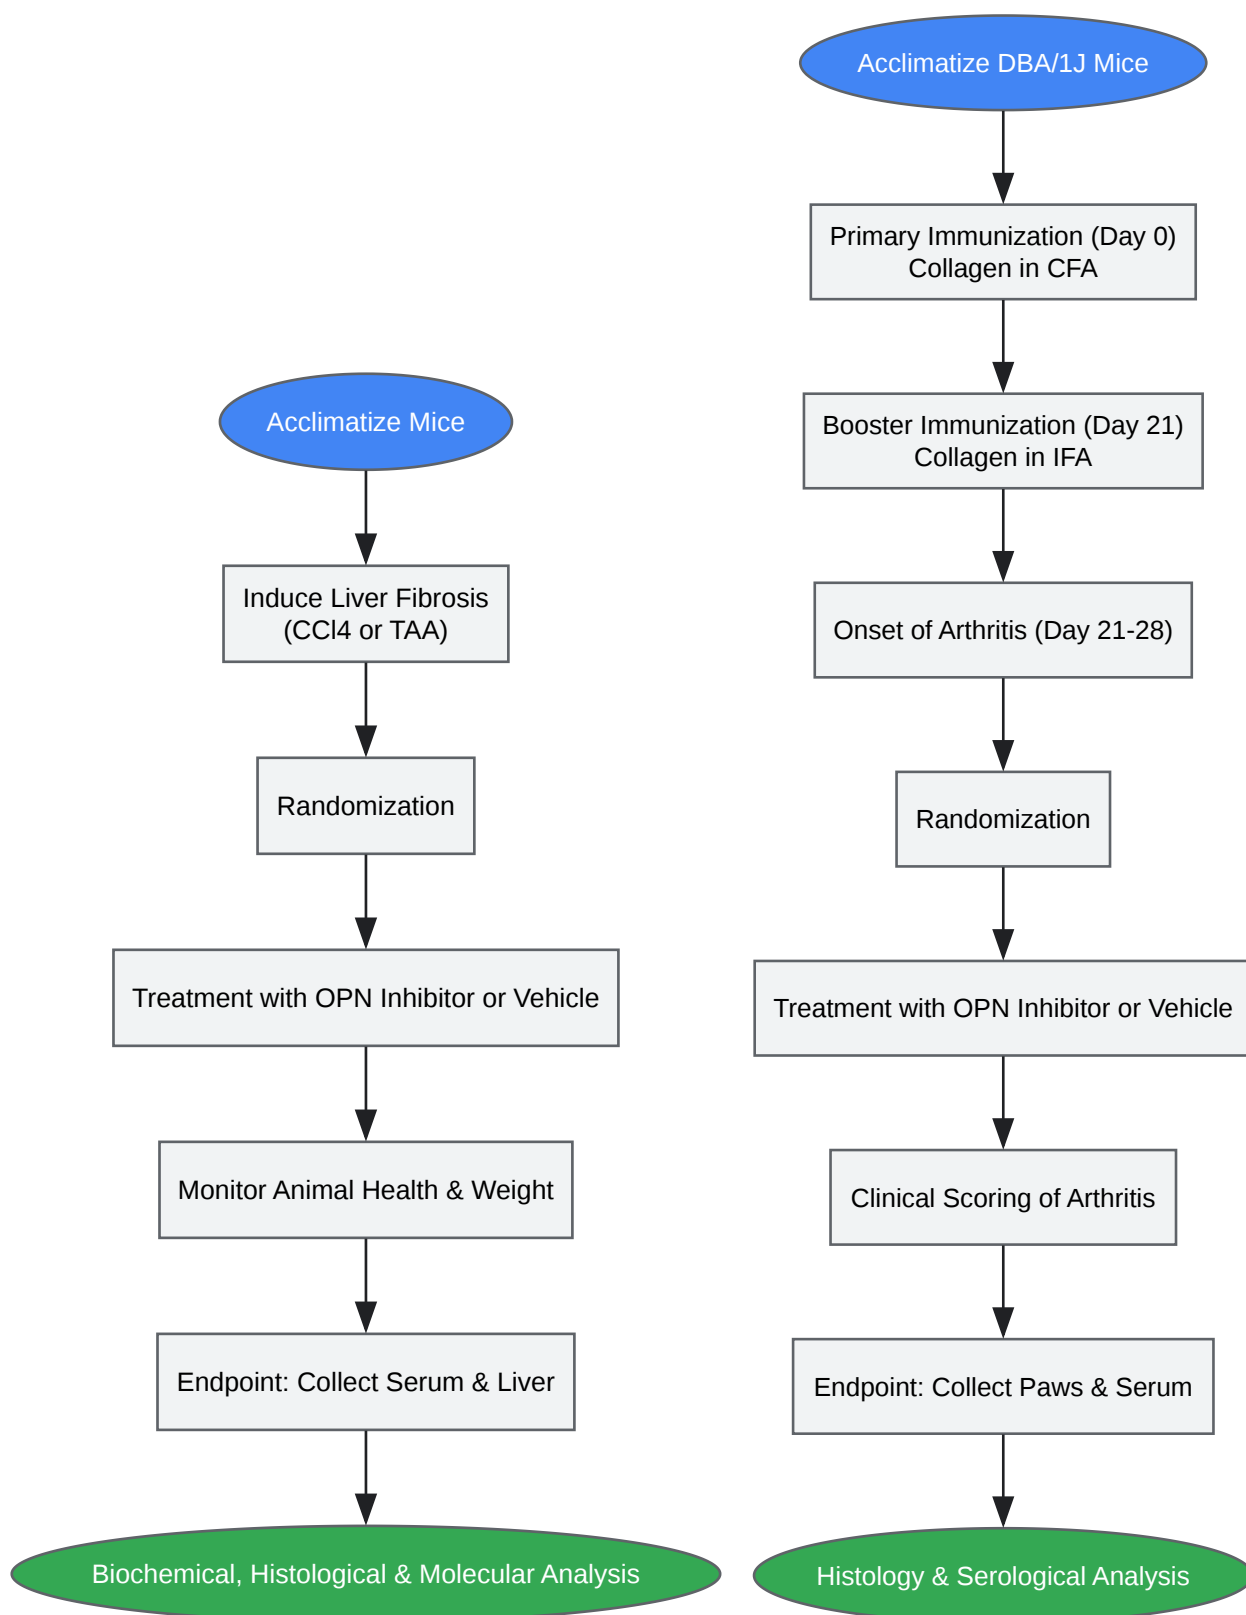 Acclimatize Mice
Induce Liver Fibrosis
(CCl4 or TAA)
Randomization
Treatment with OPN Inhibitor or Vehicle
Monitor Animal Health & Weight
Endpoint: Collect Serum & Liver
Biochemical, Histological & Molecular Analysis
Acclimatize DBA/1J Mice
Primary Immunization (Day 0)
Collagen in CFA
Booster Immunization (Day 21)
Collagen in IFA
Onset of Arthritis (Day 21-28)
Randomization
Treatment with OPN Inhibitor or Vehicle
Clinical Scoring of Arthritis
Endpoint: Collect Paws & Serum
Histology & Serological Analysis